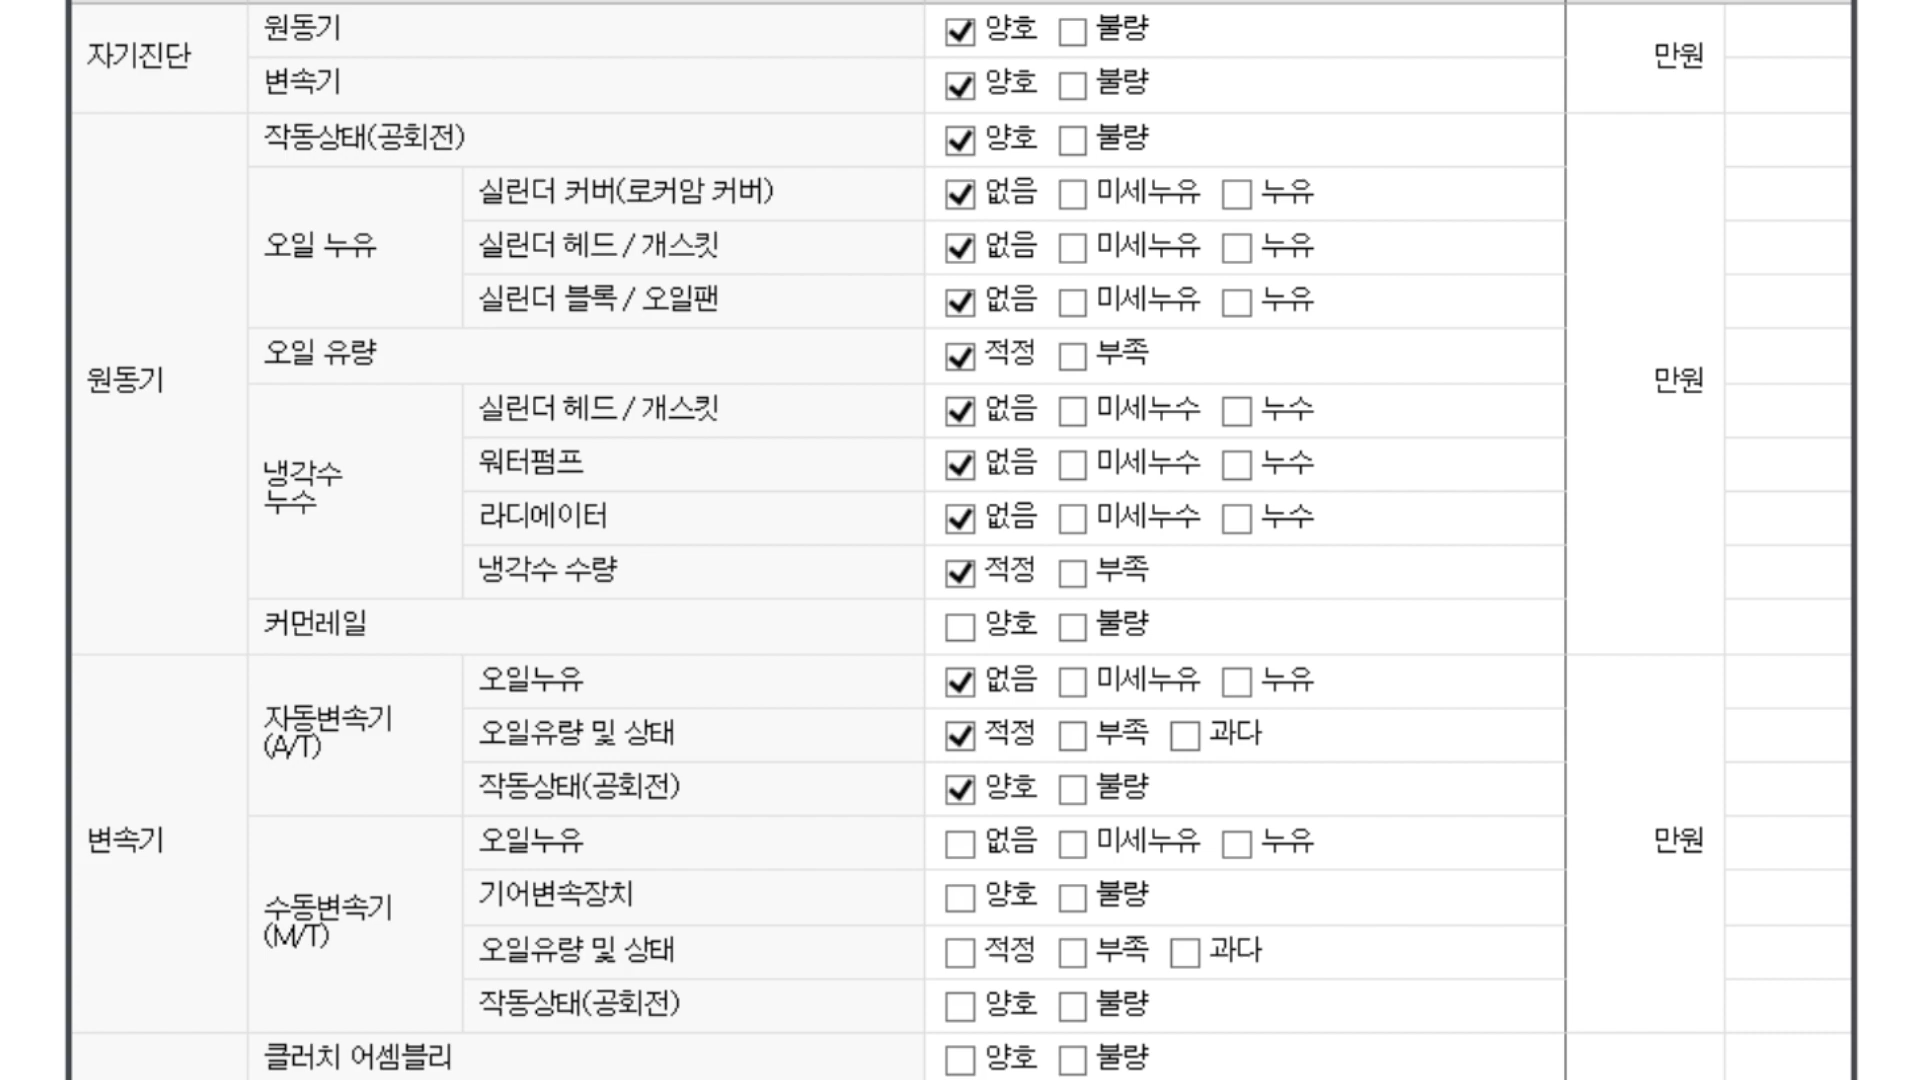 자기진단
원동기
☑ 양호 ☐ 불량
만원
변속기
☑ 양호 ☐ 불량
원동기
작동상태(공회전)
☑ 양호 ☐ 불량
만원
오일 누유
실린더 커버(로커암 커버)
☑ 없음 ☐ 미세누유 ☐ 누유
실린더 헤드 / 개스킷
☑ 없음 ☐ 미세누유 ☐ 누유
실린더 블록 / 오일팬
☑ 없음 ☐ 미세누유 ☐ 누유
오일 유량
☑ 적정 ☐ 부족
냉각수
누수
실린더 헤드 / 개스킷
☑ 없음 ☐ 미세누수 ☐ 누수
워터펌프
☑ 없음 ☐ 미세누수 ☐ 누수
라디에이터
☑ 없음 ☐ 미세누수 ☐ 누수
냉각수 수량
☑ 적정 ☐ 부족
커먼레일
☐ 양호 ☐ 불량
변속기
자동변속기
(A/T)
오일누유
☑ 없음 ☐ 미세누유 ☐ 누유
만원
오일유량 및 상태
☑ 적정 ☐ 부족 ☐ 과다
작동상태(공회전)
☑ 양호 ☐ 불량
수동변속기
(M/T)
오일누유
☐ 없음 ☐ 미세누유 ☐ 누유
기어변속장치
☐ 양호 ☐ 불량
오일유량 및 상태
☐ 적정 ☐ 부족 ☐ 과다
작동상태(공회전)
☐ 양호 ☐ 불량
클러치 어셈블리
☐ 양호 ☐ 불량